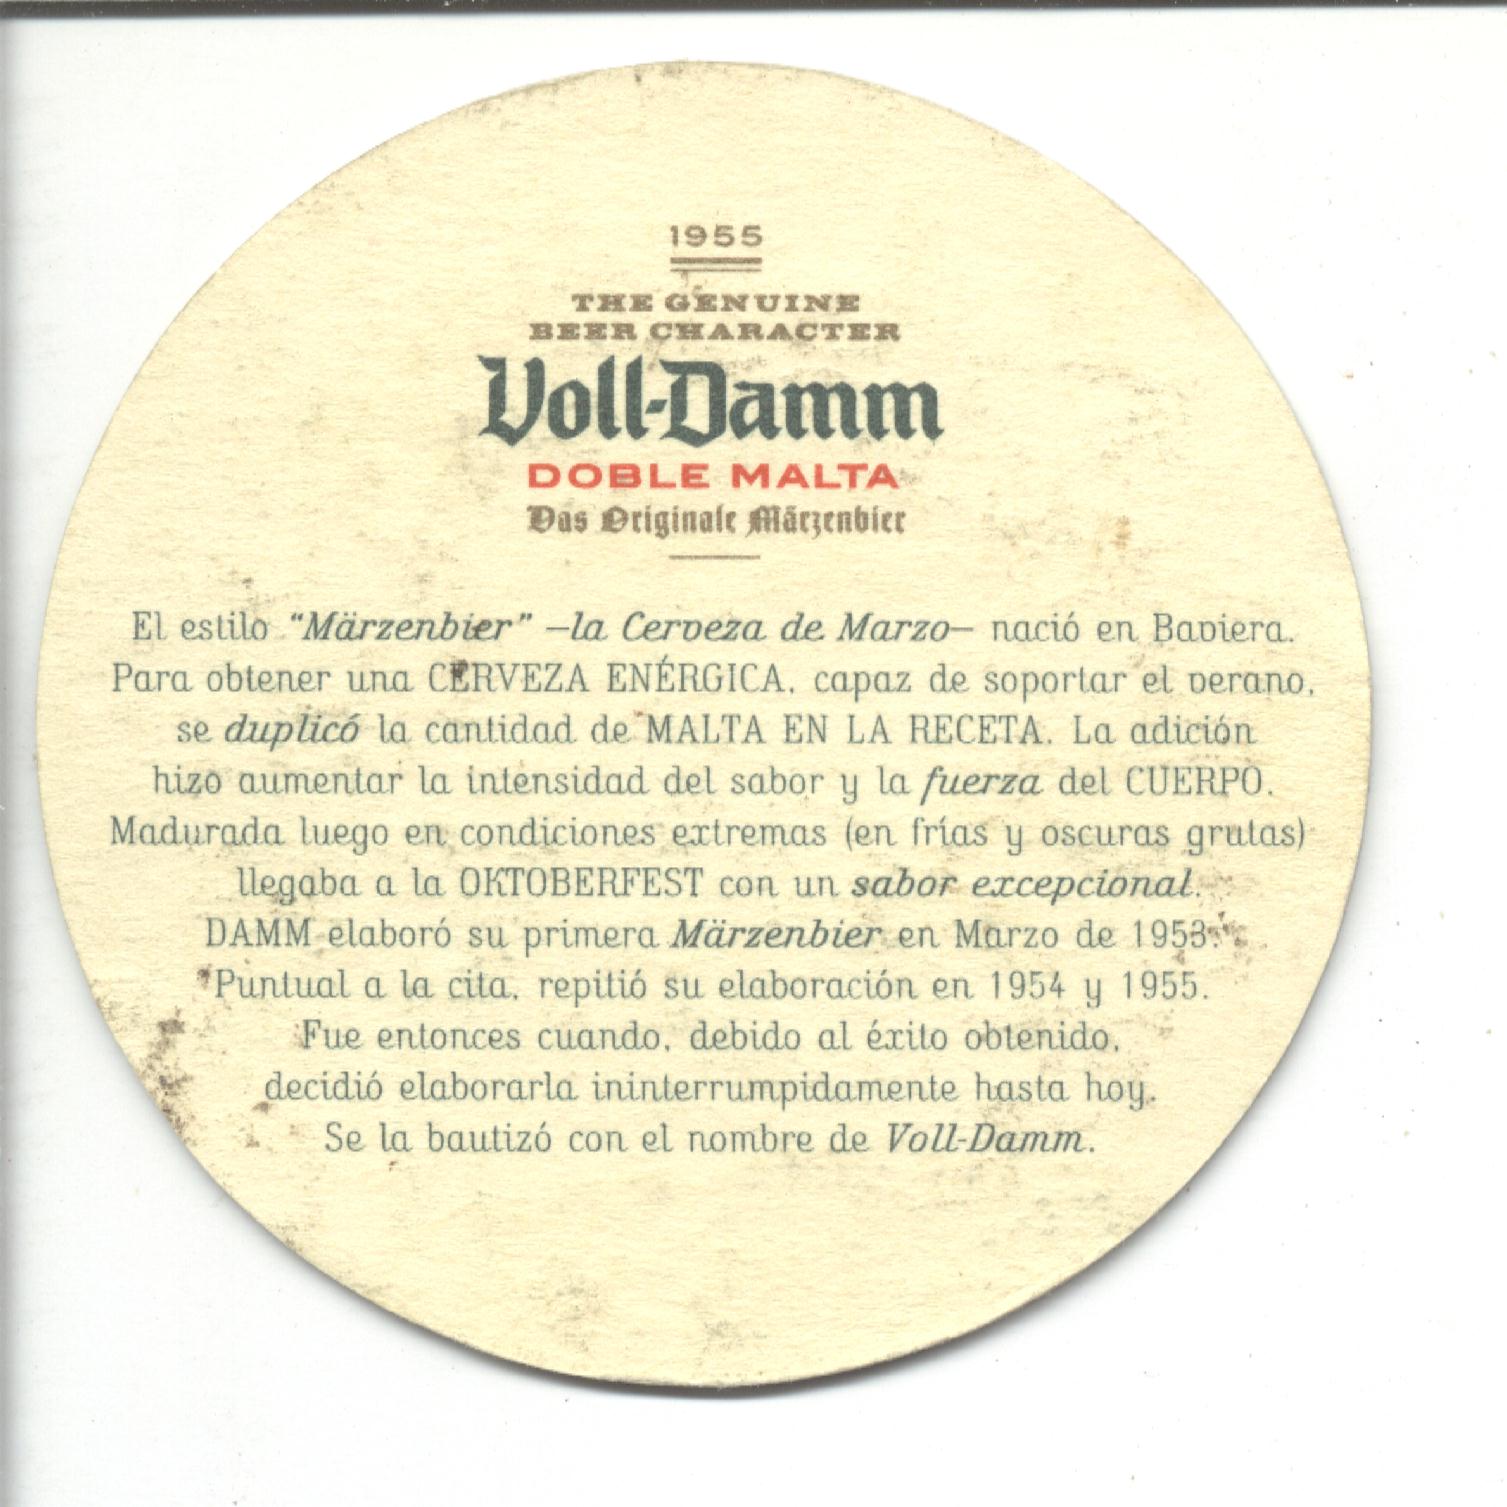 1955
THE GENUINE
BEER CHARACTER
Voll-Damm
DOBLE MALTA
Das Originale Märzenbier
El estilo “Märzenbier” –la Cerveza de Marzo– nació en Baviera.
Para obtener una CERVEZA ENÉRGICA, capaz de soportar el verano,
se duplicó la cantidad de MALTA EN LA RECETA. La adición
hizo aumentar la intensidad del sabor y la fuerza del CUERPO.
Madurada luego en condiciones extremas (en frías y oscuras grutas)
llegaba a la OKTOBERFEST con un sabor excepcional.
DAMM elaboró su primera Märzenbier en Marzo de 1953.
Puntual a la cita, repitió su elaboración en 1954 y 1955.
Fue entonces cuando, debido al éxito obtenido,
decidió elaborarla ininterrumpidamente hasta hoy.
Se la bautizó con el nombre de Voll-Damm.